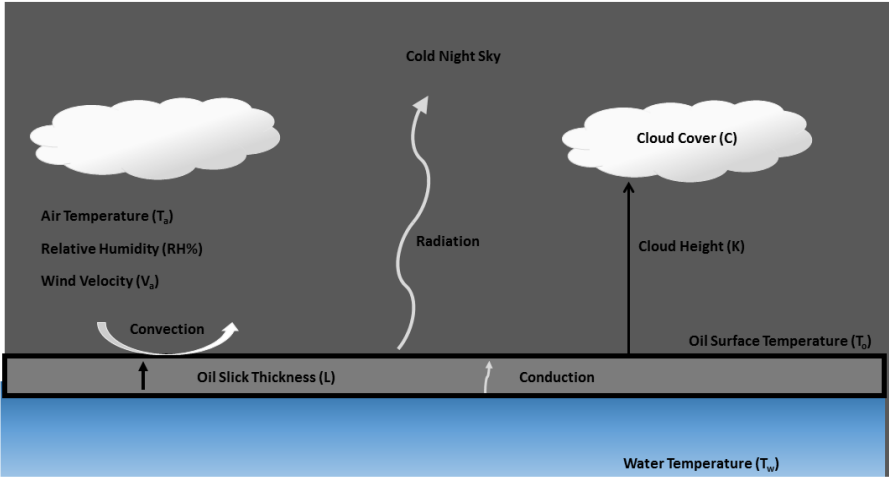 Cold Night Sky
Cloud Cover (C)
Air Temperature (Tₐ)
Relative Humidity (RH%)
Wind Velocity (Vₐ)
Radiation
Cloud Height (K)
Convection
Oil Surface Temperature (Tₒ)
Oil Slick Thickness (L)
Conduction
Water Temperature (T_w)